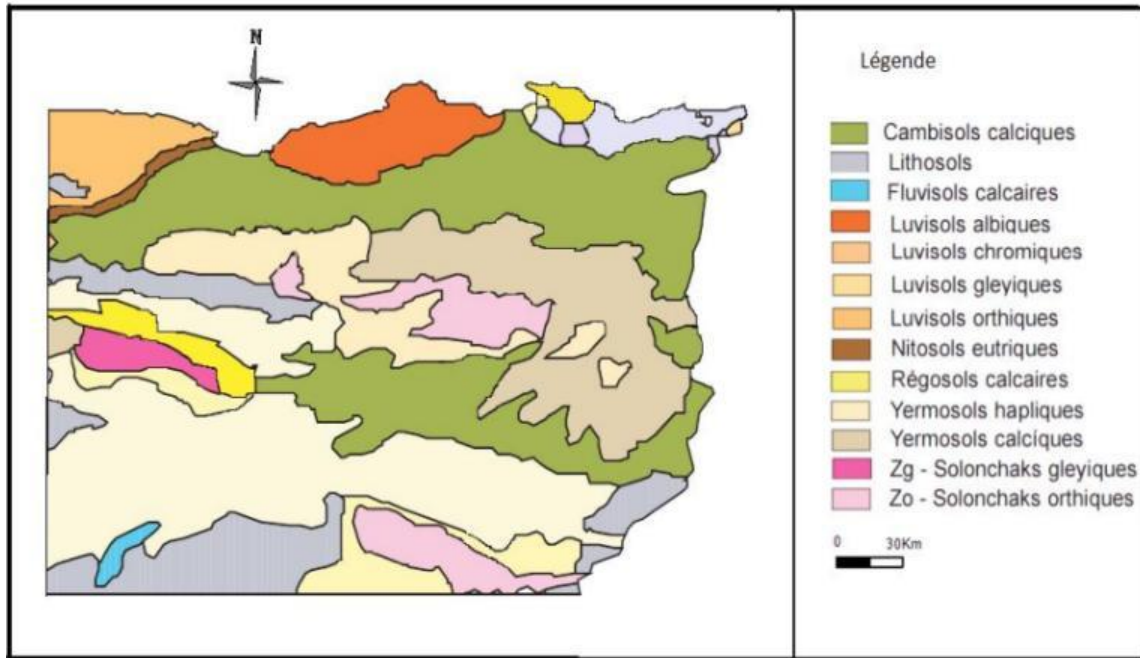 N
Légende
Cambisols calciques
Lithosols
Fluvisols calcaires
Luvisols albiques
Luvisols chromiques
Luvisols gleyiques
Luvisols orthiques
Nitosols eutriques
Régosols calcaires
Yermosols hapliques
Yermosols calciques
Zg - Solonchaks gleyiques
Zo - Solonchaks orthiques
0 30Km